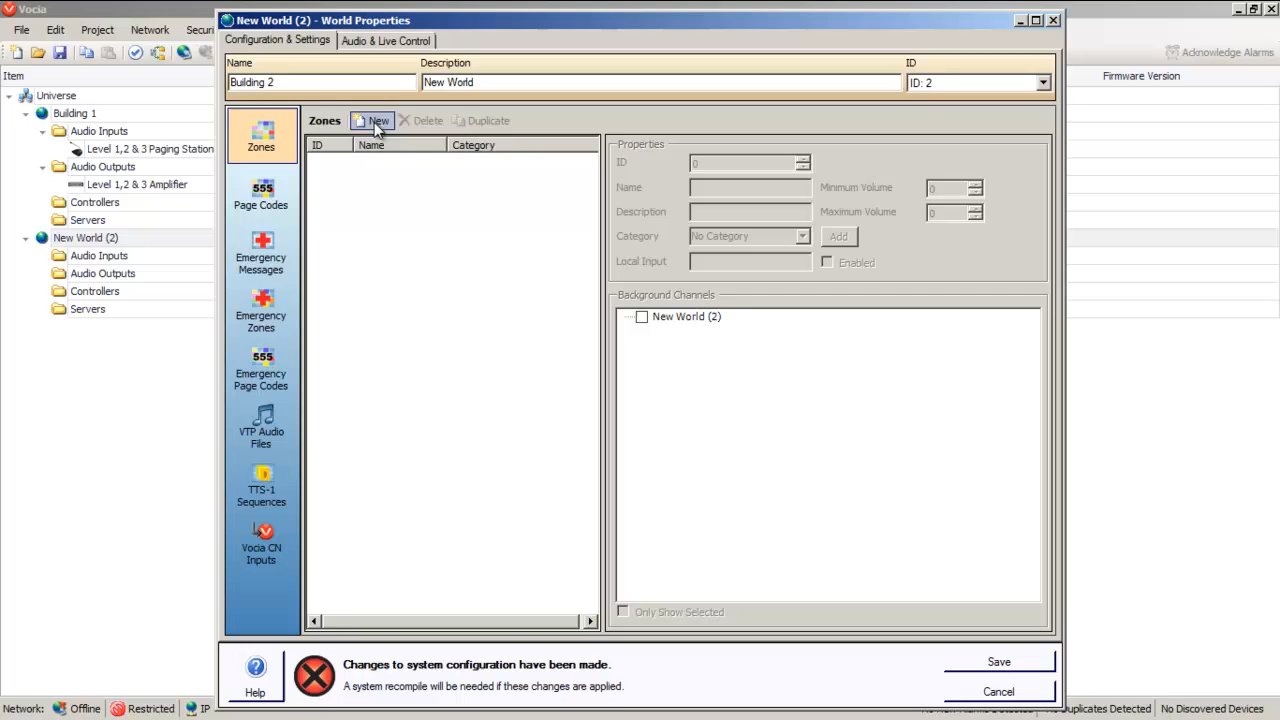 Vocia
File Edit Project Network Secur
Acknowledge Alarms
Item
Firmware Version
Universe
Building 1
Audio Inputs
Level 1,2 & 3 Paging Station
Audio Outputs
Level 1,2 & 3 Amplifier
Controllers
Servers
New World (2)
Audio Inputs
Audio Outputs
Controllers
Servers
New World (2) - World Properties
Configuration & Settings Audio & Live Control
Name Description ID
Building 2 New World ID: 2
Zones
Page Codes
Emergency Messages
Emergency Zones
Emergency Page Codes
VTP Audio Files
TTS-1 Sequences
Vocia CN Inputs
Zones New Delete Duplicate
ID Name Category
Properties
ID 0
Name Minimum Volume 0
Description Maximum Volume 0
Category No Category Add
Local Input Enabled
Background Channels
New World (2)
Only Show Selected
Help
Changes to system configuration have been made.
A system recompile will be needed if these changes are applied.
Save
Cancel
Network: Offline Restricted IP
Duplicates Detected No Discovered Devices